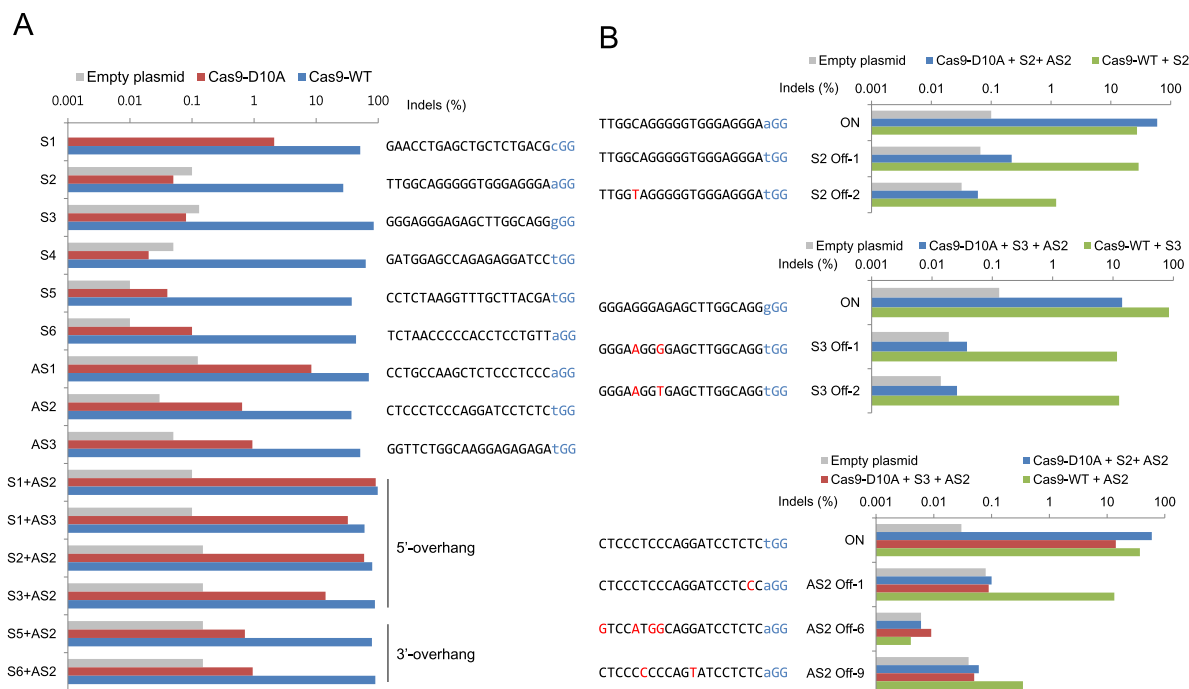 A
Empty plasmid Cas9-D10A Cas9-WT
0.001 0.01 0.1 1 10 100 Indels (%)
S1 GAACCTGAGCTGCTCTGACGcGG
S2 TTGGCAGGGGGTGGGAGGGAaGG
S3 GGGAGGGAGAGCTTGGCAGGgGG
S4 GATGGAGCCAGAGAGGATCCtGG
S5 CCTCTAAGGTTTGCTTACGAtGG
S6 TCTAACCCCCACCTCCTGTTaGG
AS1 CCTGCCAAGCTCTCCCTCCCaGG
AS2 CTCCCTCCCAGGATCCTCTCtGG
AS3 GGTTCTGGCAAGGAGAGAGAtGG
S1+AS2
S1+AS3
S2+AS2
S3+AS2
5'-overhang
S5+AS2
S6+AS2
3'-overhang
B
Empty plasmid Cas9-D10A + S2+ AS2 Cas9-WT + S2
Indels (%) 0.001 0.01 0.1 1 10 100
TTGGCAGGGGGTGGGAGGGAaGG ON
TTGGCAGGGGGTGGGAGGGAtGG S2 Off-1
TTGGTAGGGGGTGGGAGGGAtGG S2 Off-2
Empty plasmid Cas9-D10A + S3 + AS2 Cas9-WT + S3
Indels (%) 0.001 0.01 0.1 1 10 100
GGGAGGGAGAGCTTGGCAGGgGG ON
GGGAAGGGGAGCTTGGCAGGtGG S3 Off-1
GGGAAGGTGAGCTTGGCAGGtGG S3 Off-2
Empty plasmid Cas9-D10A + S2+ AS2
Cas9-D10A + S3 + AS2 Cas9-WT + AS2
Indels (%) 0.001 0.01 0.1 1 10 100
CTCCCTCCCAGGATCCTCTCtGG ON
CTCCCTCCCAGGATCCTCCCaGG AS2 Off-1
GTCCATGGCAGGATCCTCTCaGG AS2 Off-6
CTCCCCCCCAGTATCCTCTCaGG AS2 Off-9